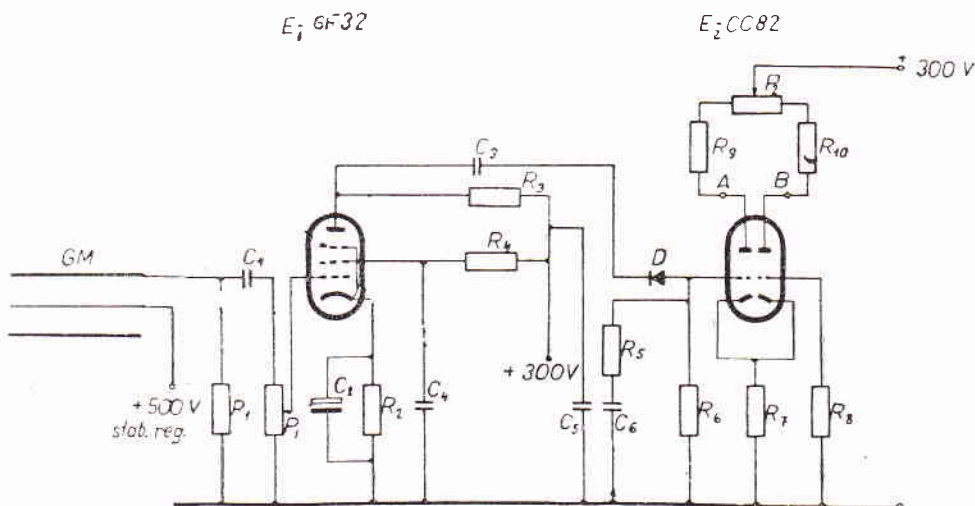 E₁ 6F32
E₂ CC82
+
300 V
P₂
R₉
R₁₀
A
B
C₃
R₃
R₄
GM
C₁
D
R₅
+ 300V
+ 500 V
stab. reg.
P₁
C₂
R₂
C₄
C₅
C₆
R₆
R₇
R₈